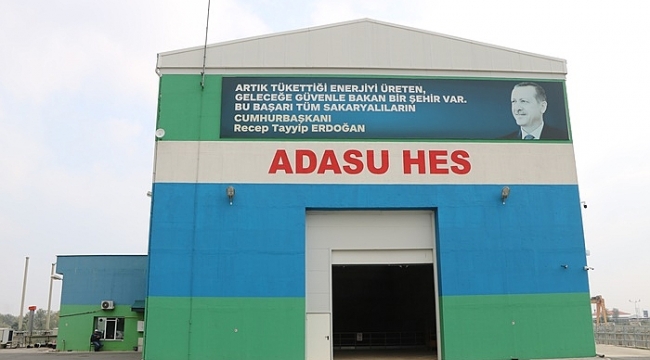 ARTIK TÜKETTİĞİ ENERJİYİ ÜRETEN,
GELECEĞE GÜVENLE BAKAN BİR ŞEHİR VAR.
BU BAŞARI TÜM SAKARYALILARIN
CUMHURBAŞKANI
Recep Tayyip ERDOĞAN
ADASU HES